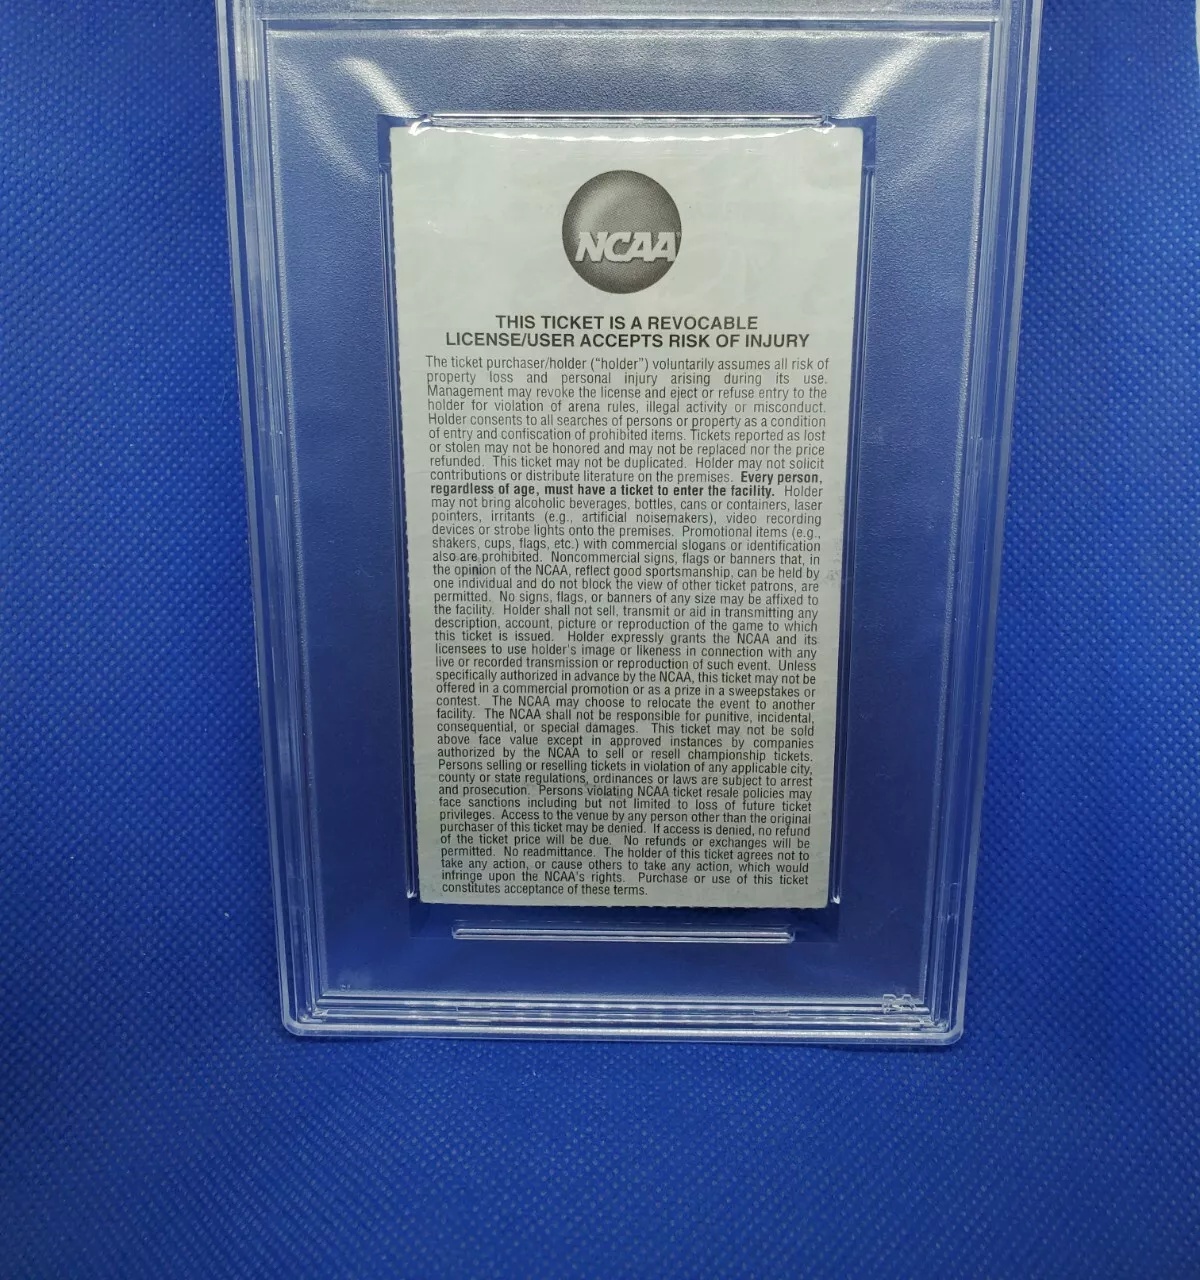 NCAA
THIS TICKET IS A REVOCABLE
LICENSE/USER ACCEPTS RISK OF INJURY
The ticket purchaser/holder (“holder”) voluntarily assumes all risk of
property loss and personal injury arising during its use.
Management may revoke the license and eject or refuse entry to the
holder for violation of arena rules, illegal activity or misconduct.
Holder consents to all searches of persons or property as a condition
of entry and confiscation of prohibited items. Tickets reported as lost
or stolen may not be honored and may not be replaced nor the price
refunded. This ticket may not be duplicated. Holder may not solicit
contributions or distribute literature on the premises. Every person,
regardless of age, must have a ticket to enter the facility. Holder
may not bring alcoholic beverages, bottles, cans or containers, laser
pointers, irritants (e.g., artificial noisemakers), video recording
devices or strobe lights onto the premises. Promotional items (e.g.,
shakers, cups, flags, etc.) with commercial slogans or identification
also are prohibited. Noncommercial signs, flags or banners that, in
the opinion of the NCAA, reflect good sportsmanship, can be held by
one individual and do not block the view of other ticket patrons, are
permitted. No signs, flags, or banners of any size may be affixed to
the facility. Holder shall not sell, transmit or aid in transmitting any
description, account, picture or reproduction of the game to which
this ticket is issued. Holder expressly grants the NCAA and its
licensees to use holder's image or likeness in connection with any
live or recorded transmission or reproduction of such event. Unless
specifically authorized in advance by the NCAA, this ticket may not be
offered in a commercial promotion or as a prize in a sweepstakes or
contest. The NCAA may choose to relocate the event to another
facility. The NCAA shall not be responsible for punitive, incidental,
consequential, or special damages. This ticket may not be sold
above face value except in approved instances by companies
authorized by the NCAA to sell or resell championship tickets.
Persons selling or reselling tickets in violation of any applicable city,
county or state regulations, ordinances or laws are subject to arrest
and prosecution. Persons violating NCAA ticket resale policies may
face sanctions including but not limited to loss of future ticket
privileges. Access to the venue by any person other than the original
purchaser of this ticket may be denied. If access is denied, no refund
of the ticket price will be due. No refunds or exchanges will be
permitted. No readmittance. The holder of this ticket agrees not to
take any action, or cause others to take any action, which would
infringe upon the NCAA's rights. Purchase or use of this ticket
constitutes acceptance of these terms.